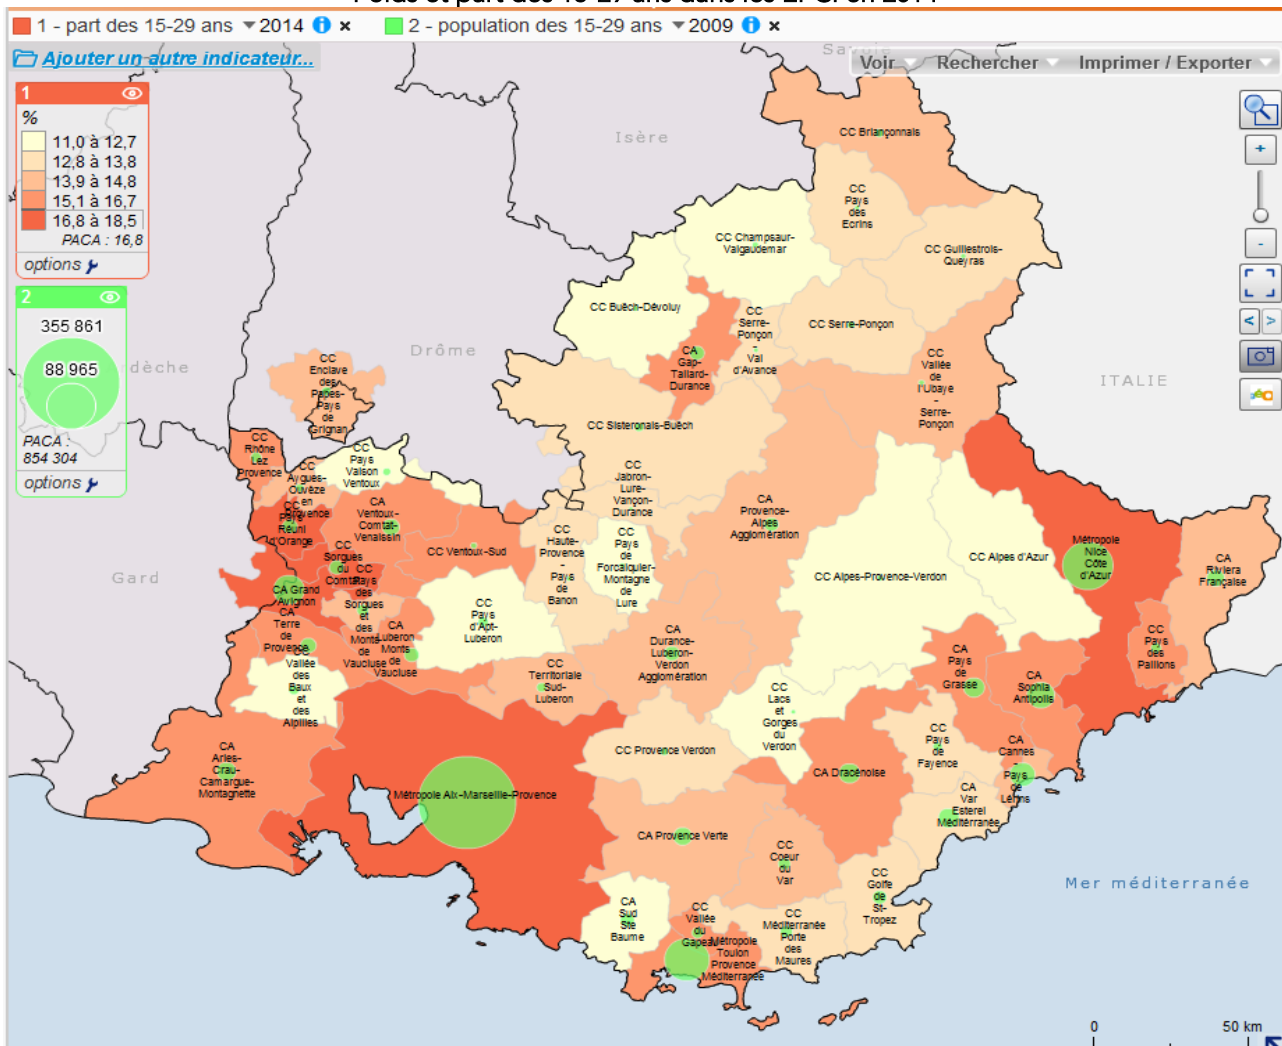 1 - part des 15-29 ans 2014
2 - population des 15-29 ans 2009
Ajouter un autre indicateur...
Voir
Rechercher
Imprimer / Exporter
1
%
11,0 à 12,7
12,8 à 13,8
13,9 à 14,8
15,1 à 16,7
16,8 à 18,5
PACA : 16,8
options
2
355 861
88 965
PACA :
854 304
options
+
-
< >
Savoie
Isère
Drôme
dèche
Gard
ITALIE
Mer méditerranée
CC Briançonnais
CC
Pays
des
Ecrins
CC Guillestrois-
Queyras
CC Champsaur-
Valgaudemar
CC Buëch-Dévoluy
CC
Serre-
Ponçon
-
Val
d'Avance
CC Serre-Ponçon
CA
Gap-
Tallard-
Durance
CC
Vallée
de
l'Ubaye
-
Serre-
Ponçon
CC
Enclave
des
Papes-
Pays
de
Grignan
CC Sisteronais-Buëch
CC
Rhône
Lez
Provence
CC
Pays
Vaison
Ventoux
CC
Aygues-
Ouvèze
en
Provence
CC
Pays
Réuni
d'Orange
CA
Ventoux-
Comtat-
Venaissin
CC
Jabron-
Lure-
Vançon-
Durance
CA
Provence-
Alpes
Agglomération
CC Ventoux-Sud
CC
Haute-
Provence
-
Pays
de
Banon
CC
Pays
de
Forcalquier-
Montagne
de
Lure
CC Alpes-Provence-Verdon
CC Alpes d'Azur
Métropole
Nice
Côte
d'Azur
CA
Riviera
Française
CC
Sorgues
du
Comtat
CA Grand
Avignon
CC
Pays
des
Sorgues
et
des
Monts
de
Vaucluse
CA
Luberon
Monts
de
Vaucluse
CC
Pays
d'Apt-
Luberon
CA
Terre
de
Provence
CC
Vallée
des
Baux
et
des
Alpilles
CC
Territoriale
Sud-
Luberon
CA
Durance-
Luberon-
Verdon
Agglomération
CA
Pays
de
Grasse
CC
Pays
des
Paillons
CA
Sophia
Antipolis
CC
Lacs
et
Gorges
du
Verdon
CC
Pays
de
Fayence
CA
Cannes
-
Pays
de
Lérins
CA
Arles-
Crau-
Camargue-
Montagnette
CC Provence Verdon
CA Dracénoise
CA
Var
Esterel
Méditerranée
Métropole Aix-Marseille-Provence
CA Provence Verte
CC
Coeur
du
Var
CC
Golfe
de
St-
Tropez
CA
Sud
Ste
Baume
CC
Vallée
du
Gapeau
Métropole
Toulon
Provence
Méditerranée
CC
Méditerranée
Porte
des
Maures
0 50 km